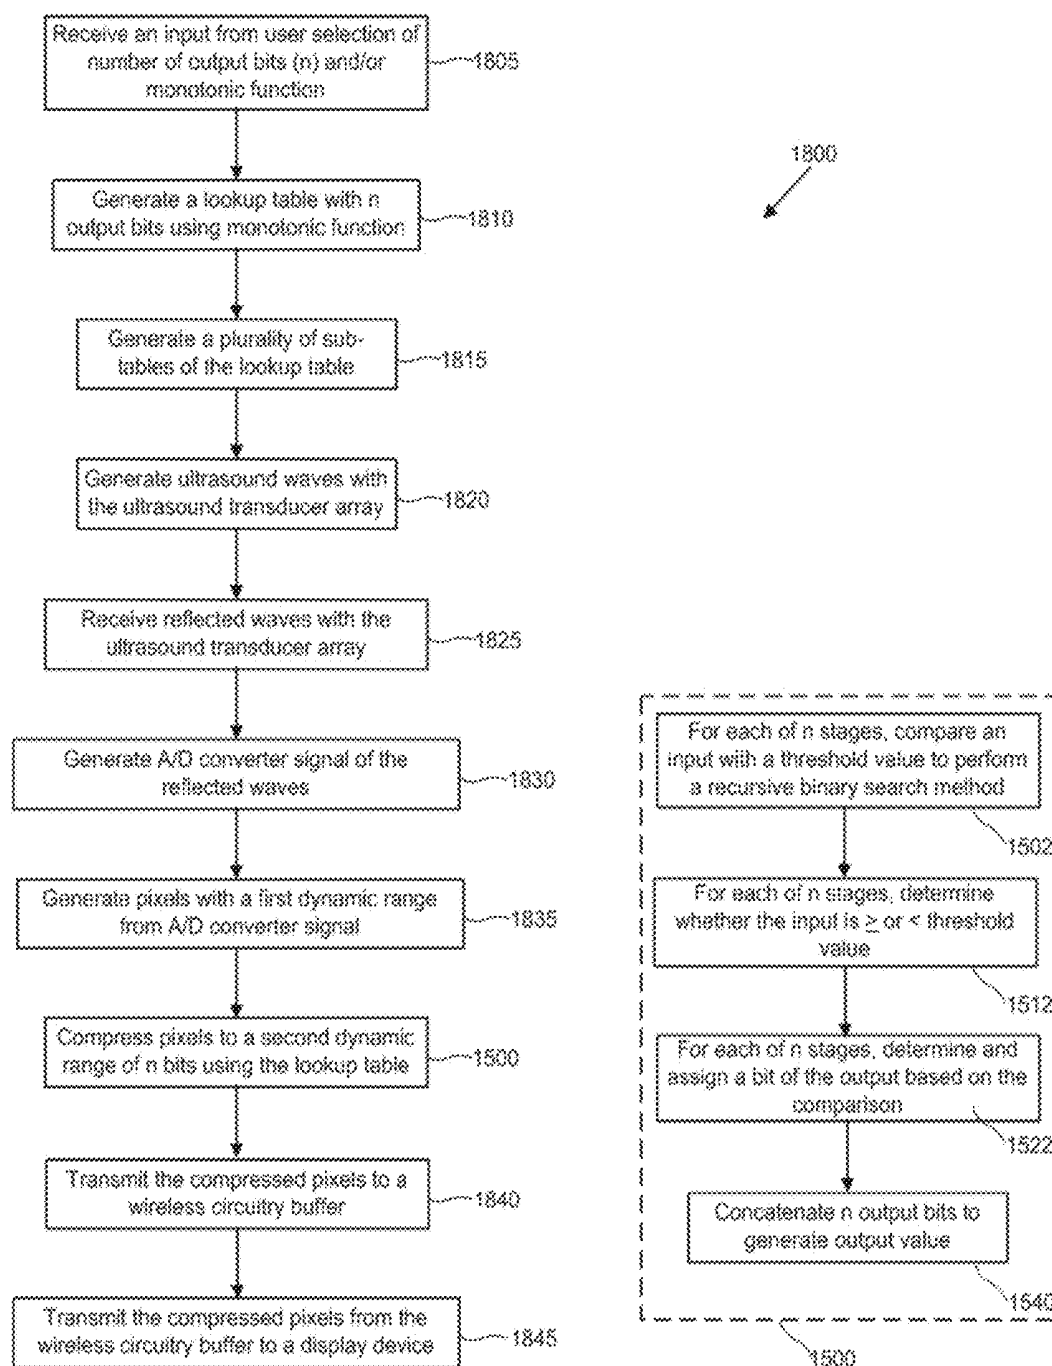 Receive an input from user selection of
number of output bits (n) and/or
monotonic function
1805
1800
Generate a lookup table with n
output bits using monotonic function
1810
Generate a plurality of sub-
tables of the lookup table
1815
Generate ultrasound waves with
the ultrasound transducer array
1820
Receive reflected waves with the
ultrasound transducer array
1825
Generate A/D converter signal of the
reflected waves
1830
Generate pixels with a first dynamic range
from A/D converter signal
1835
Compress pixels to a second dynamic
range of n bits using the lookup table
1500
Transmit the compressed pixels to a
wireless circuitry buffer
1840
Transmit the compressed pixels from the
wireless circuitry buffer to a display device
1845
For each of n stages, compare an
input with a threshold value to perform
a recursive binary search method
1502
For each of n stages, determine
whether the input is ≥ or < threshold
value
1512
For each of n stages, determine and
assign a bit of the output based on the
comparison
1522
Concatenate n output bits to
generate output value
1540
1500